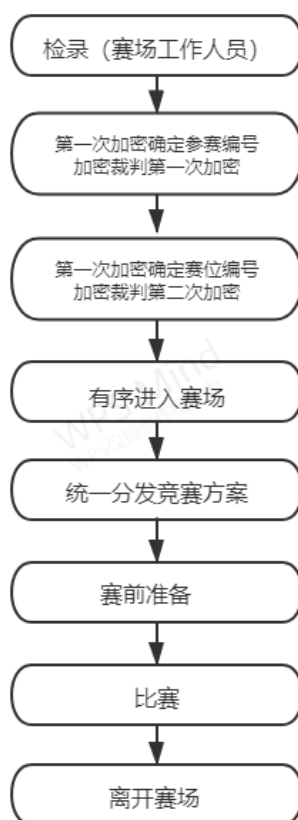 检录（赛场工作人员）
第一次加密确定参赛编号
加密裁判第一次加密
第一次加密确定赛位编号
加密裁判第二次加密
有序进入赛场
统一分发竞赛方案
赛前准备
比赛
离开赛场
WPS Mind